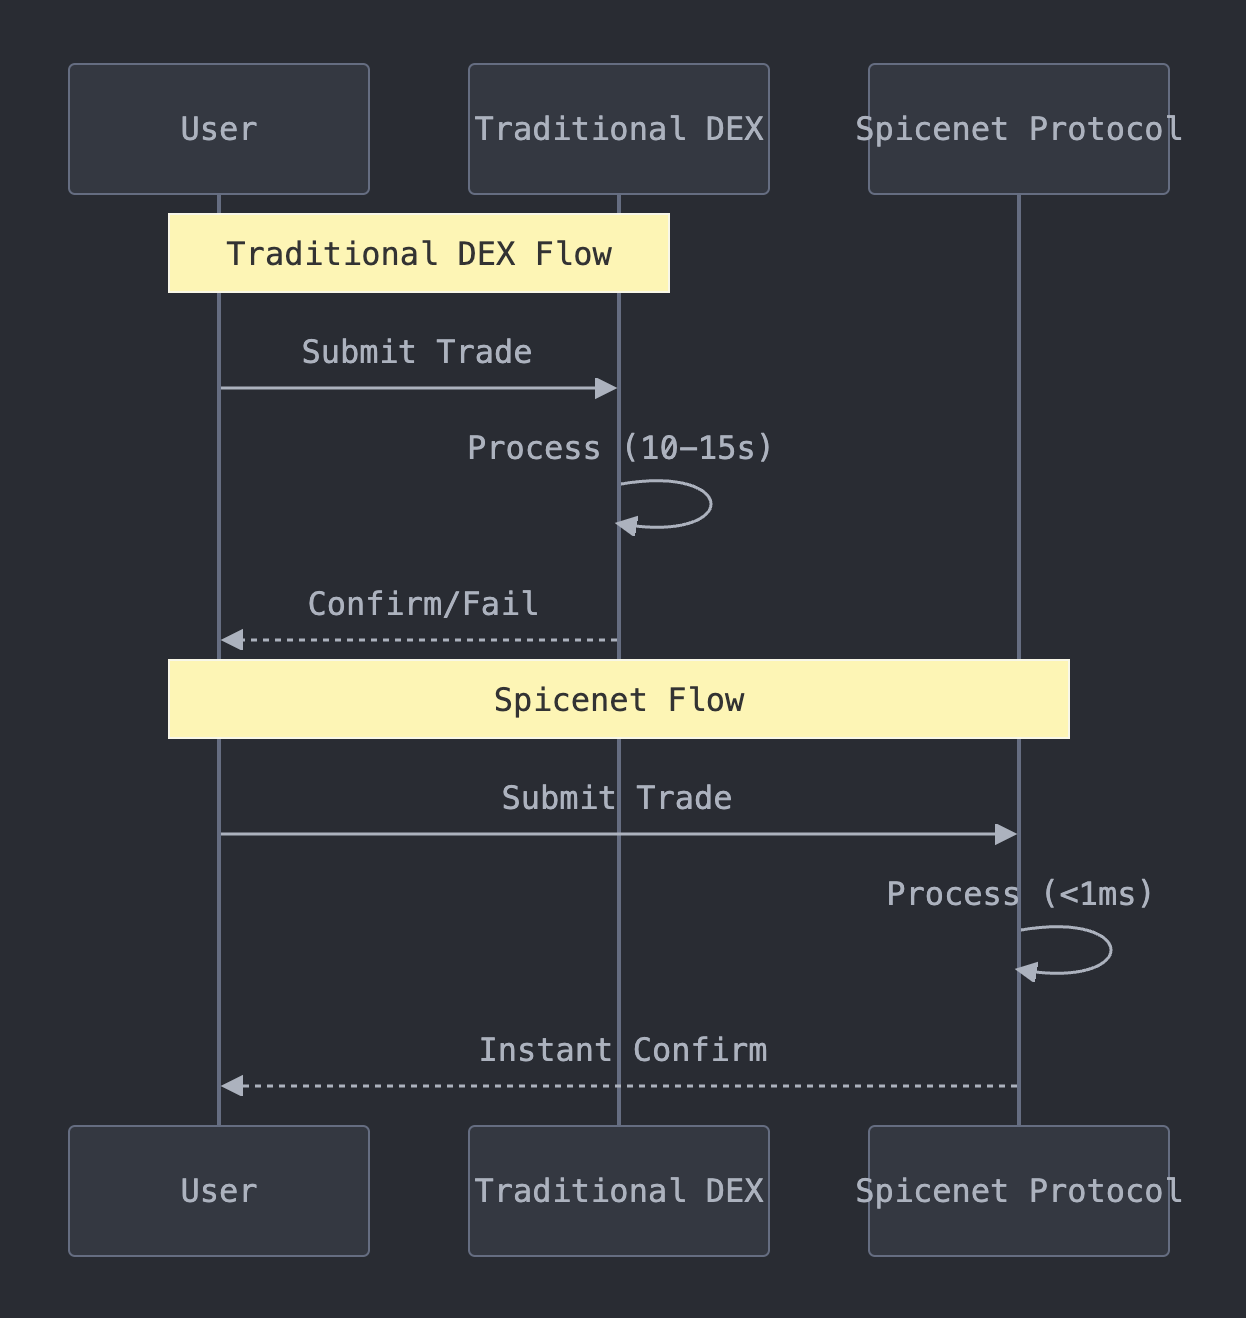 User
Traditional DEX
Spicenet Protocol
Traditional DEX Flow
Submit Trade
Process (10-15s)
Confirm/Fail
Spicenet Flow
Submit Trade
Process (<1ms)
Instant Confirm
User
Traditional DEX
Spicenet Protocol